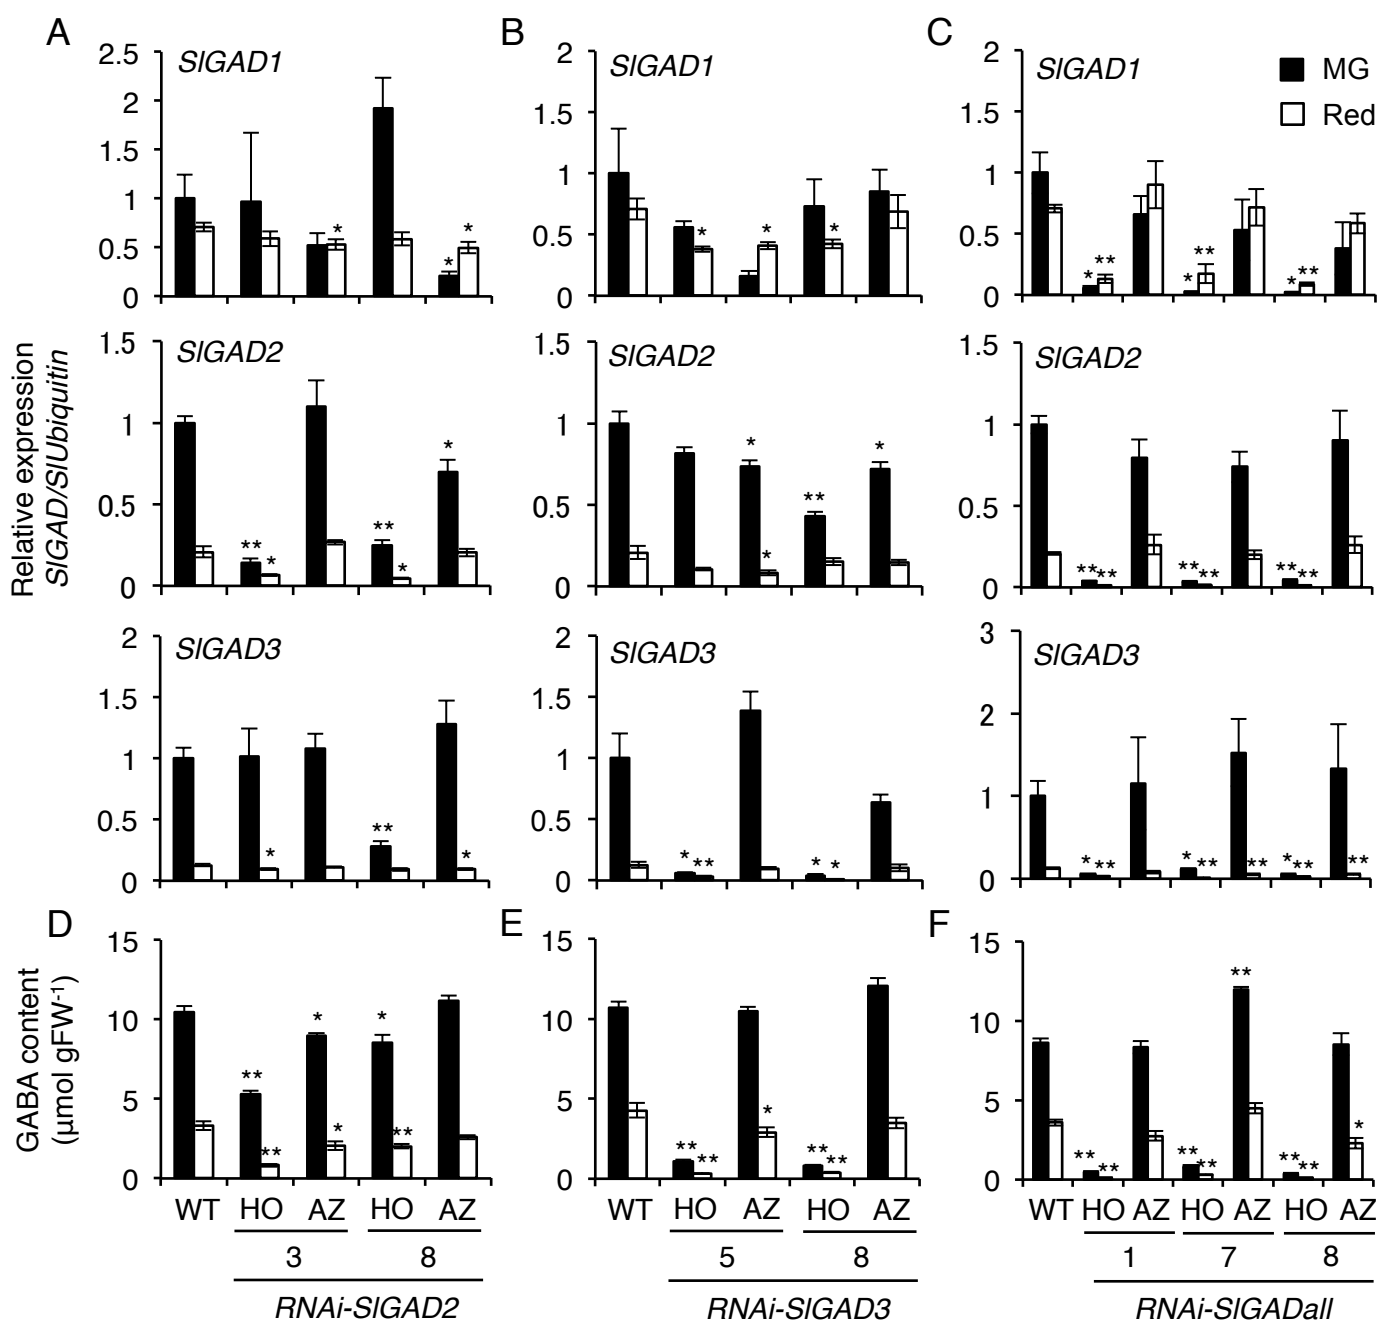 A
B
C
SlGAD1
SlGAD1
SlGAD1
MG
Red
2.5
2
1.5
1
0.5
0
2
1.5
1
0.5
0
2
1.5
1
0.5
0
* * *
* * *
* ** * ** * **
Relative expression
SlGAD/SlUbiquitin
SlGAD2
SlGAD2
SlGAD2
1.5
1
0.5
0
1.5
1
0.5
0
1.5
1
0.5
0
** * ** * *
* * ** *
** ** ** ** ** **
SlGAD3
SlGAD3
SlGAD3
2
1.5
1
0.5
0
2
1.5
1
0.5
0
3
2
1
0
* ** *
* ** * *
* ** * ** ** * ** **
D
E
F
GABA content
(µmol gFW-1)
15
10
5
0
15
10
5
0
15
10
5
0
** ** * * * **
** ** * ** **
** ** ** ** ** ** ** *
WT HO AZ HO AZ
HO AZ HO AZ
WT HO AZ HO AZ HO AZ
3 8
5 8
1 7 8
RNAi-SlGAD2
RNAi-SlGAD3
RNAi-SlGADall